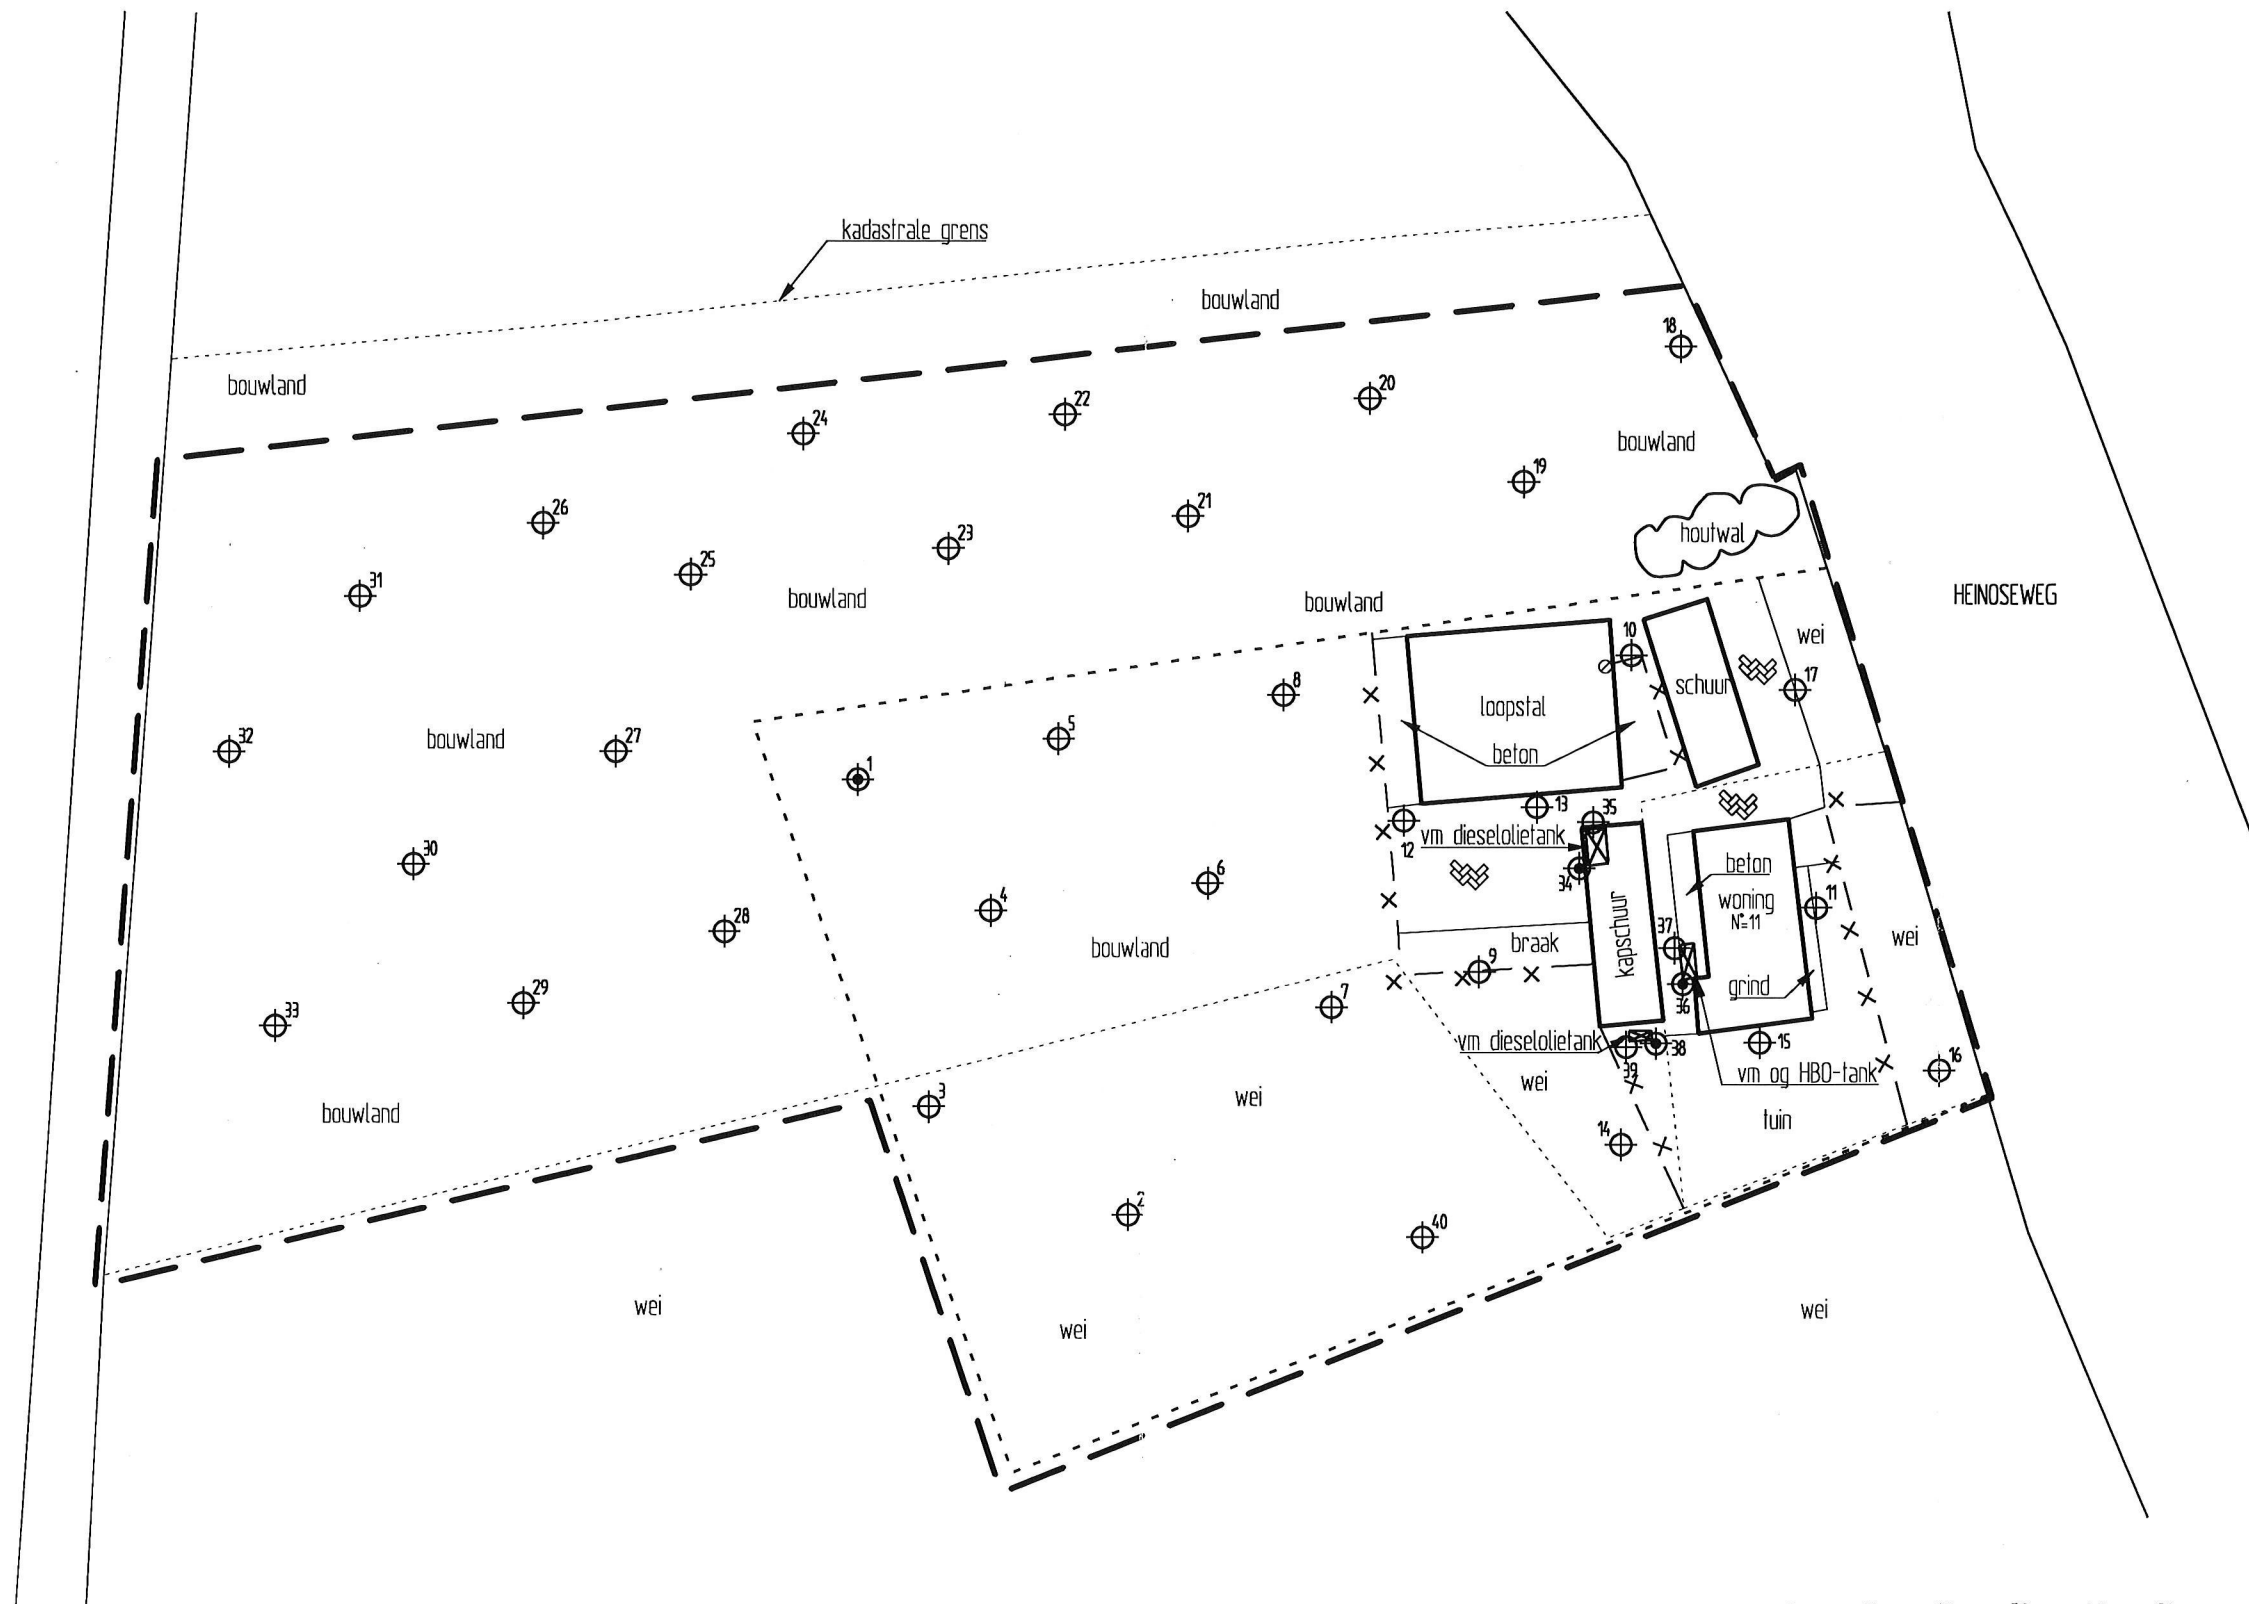 kadastrale grens
bouwland
18
bouwland
20
22
24
bouwland
19
26
21
houtwal
23
25
31
HEINOSEWEG
bouwland
bouwland
10
wei
8
17
schuur
loopstal
5
32
bouwland
27
beton
1
13
35
vm dieselolietank
12
30
beton
6
34
woning
N°=11
11
4
28
kapschuur
37
wei
bouwland
braak
9
29
grind
7
36
33
vm dieselolietank
38
15
39
16
vm og HBO-tank
wei
wei
3
bouwland
tuin
14
2
40
wei
wei
wei